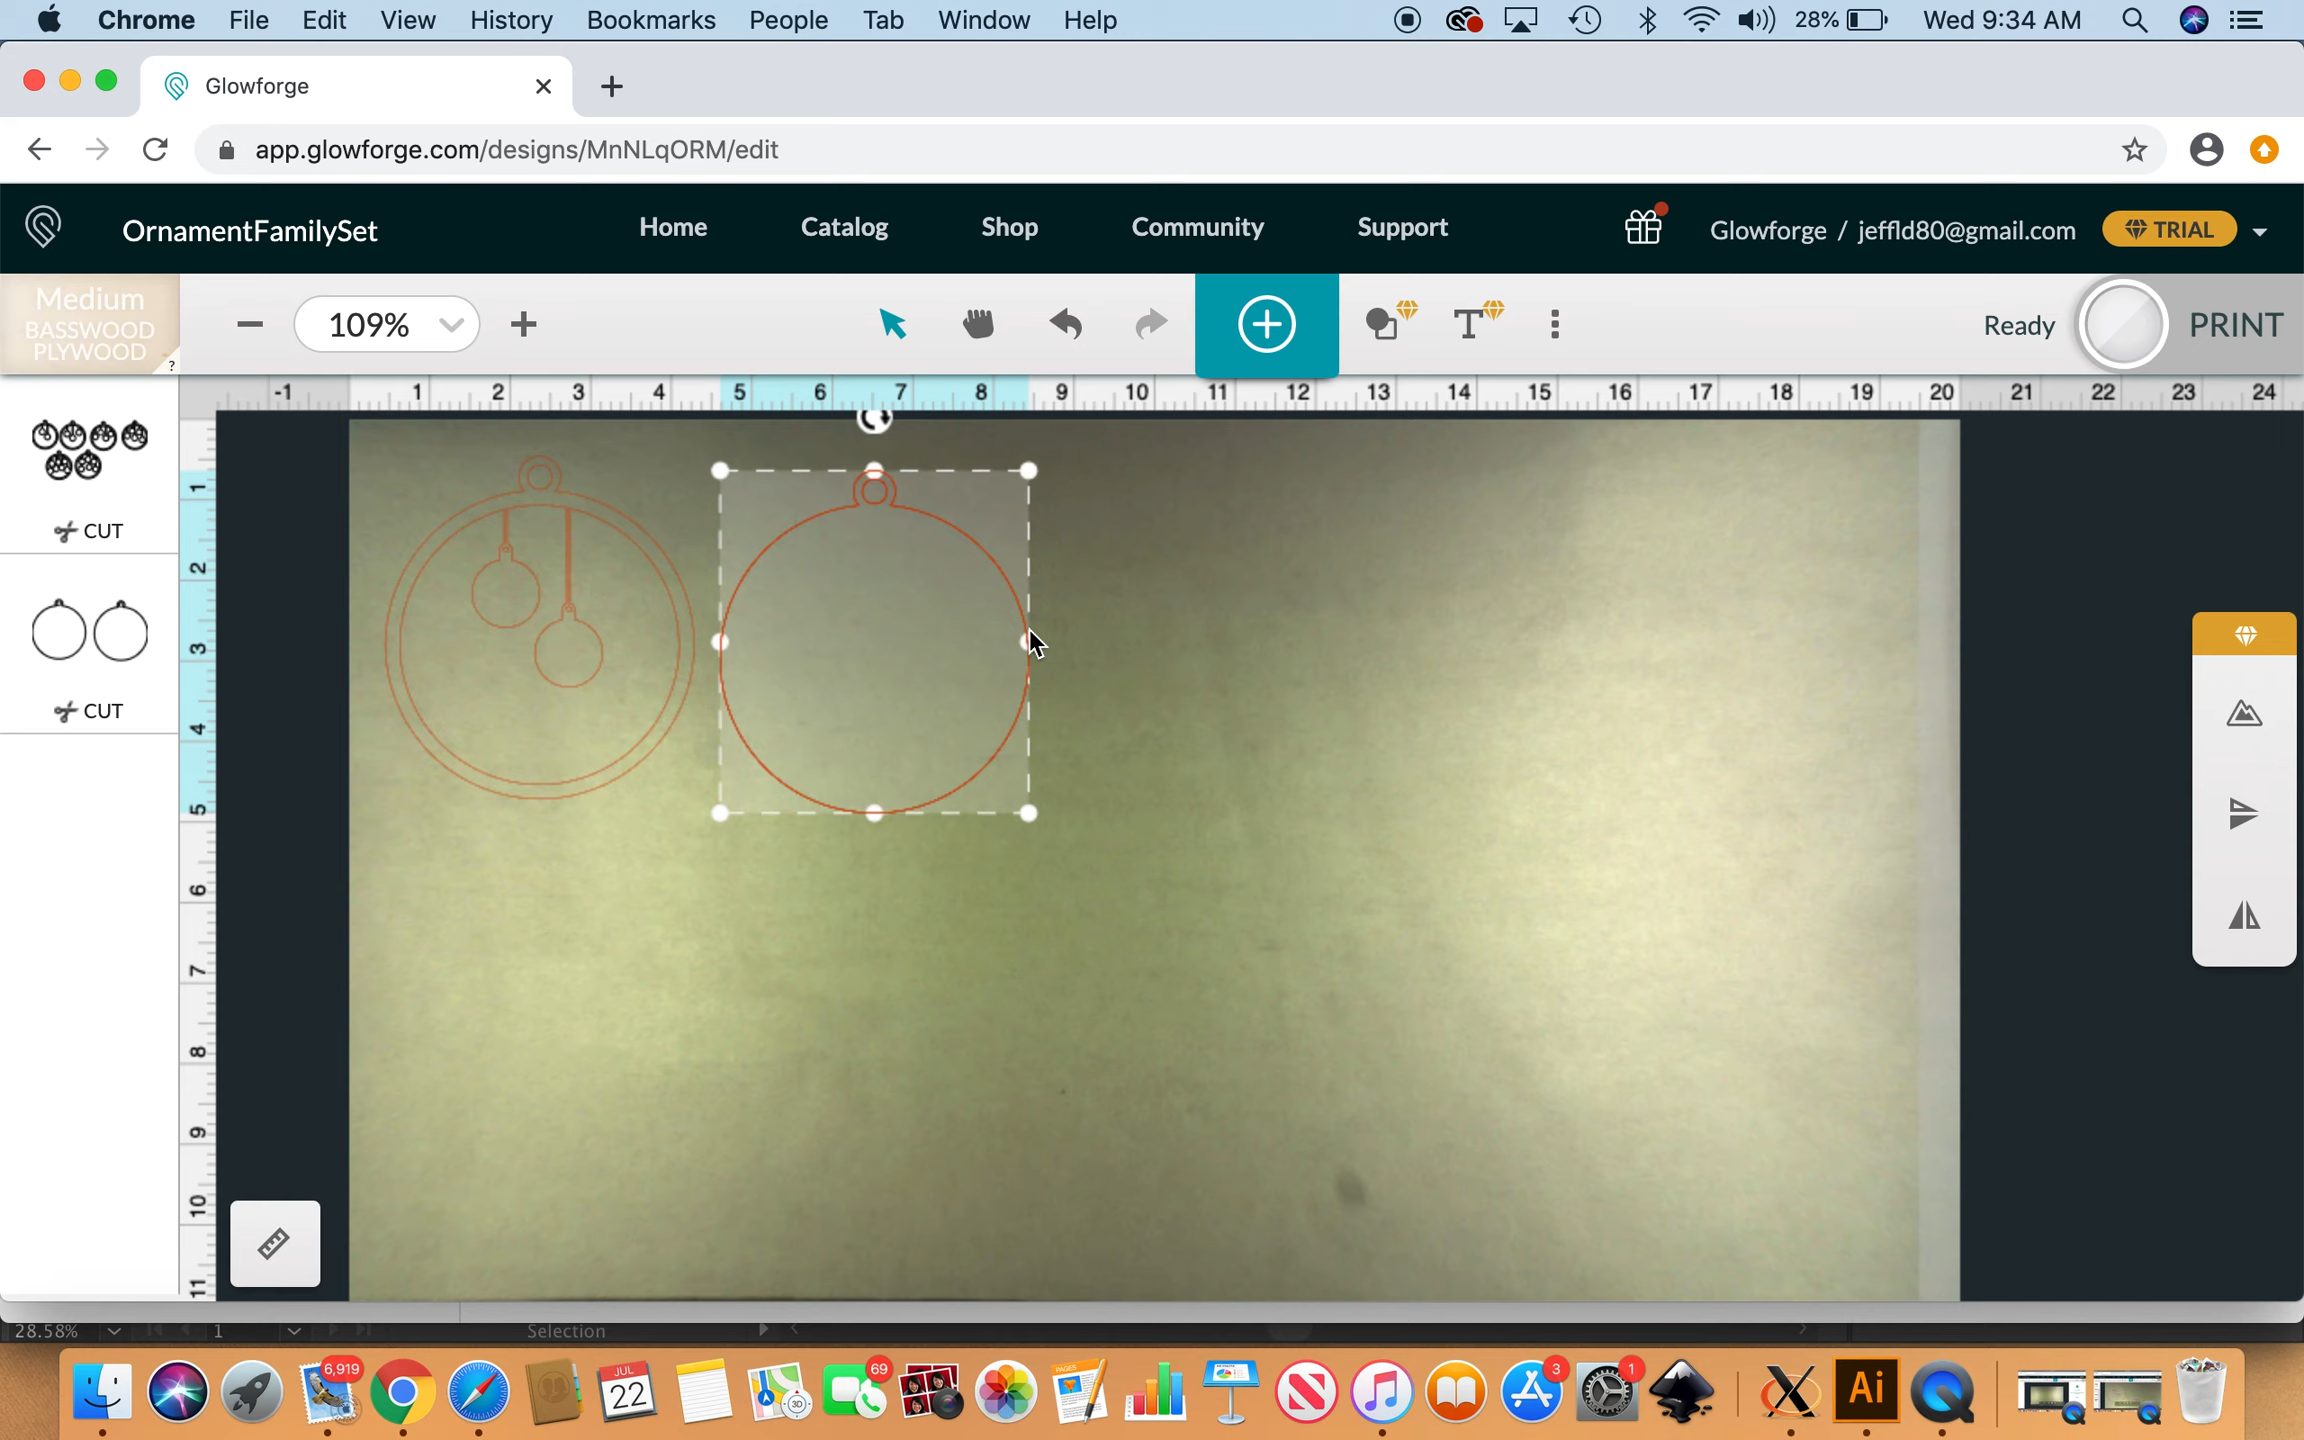 Chrome File Edit View History Bookmarks People Tab Window Help 28% Wed 9:34 AM
Glowforge
app.glowforge.com/designs/MnNLqORM/edit
OrnamentFamilySet Home Catalog Shop Community Support Glowforge / jeffld80@gmail.com TRIAL
Medium
BASSWOOD
PLYWOOD
?
109% T Ready PRINT
-1 1 2 3 4 5 6 7 8 9 10 11 12 13 14 15 16 17 18 19 20 21 22 23 24
CUT
CUT
1
2
3
4
5
6
7
8
9
10
11
28.58% 1 Selection
6,919 JUL 22 3D 69 PAGES 3 1 X Ai